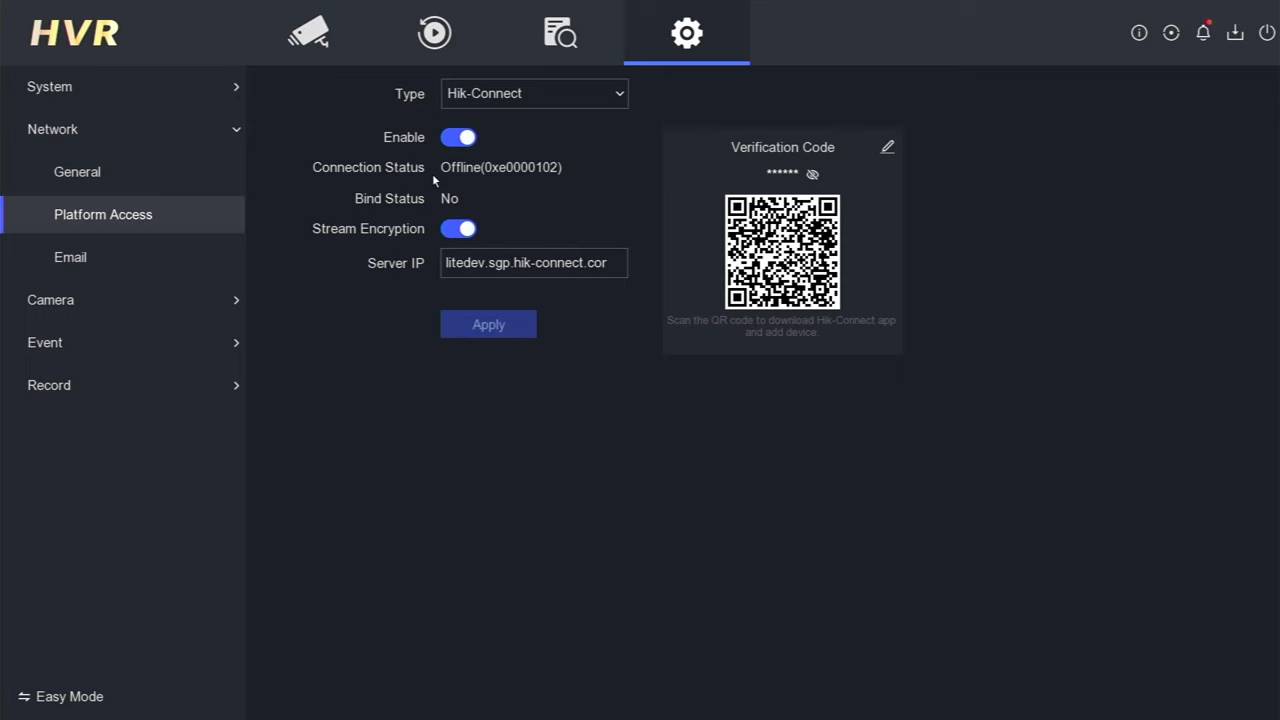 HVR
System
Network
General
Platform Access
Email
Camera
Event
Record
Easy Mode
Type Hik-Connect
Enable
Connection Status Offline(0xe0000102)
Bind Status No
Stream Encryption
Server IP litedev.sgp.hik-connect.cor
Apply
Verification Code
******
Scan the QR code to download Hik-Connect app
and add device.